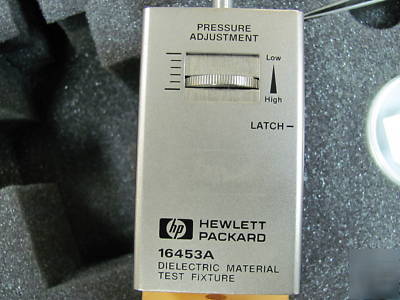 PRESSURE
ADJUSTMENT
Low
High
LATCH
hp HEWLETT
PACKARD
16453A
DIELECTRIC MATERIAL
TEST FIXTURE